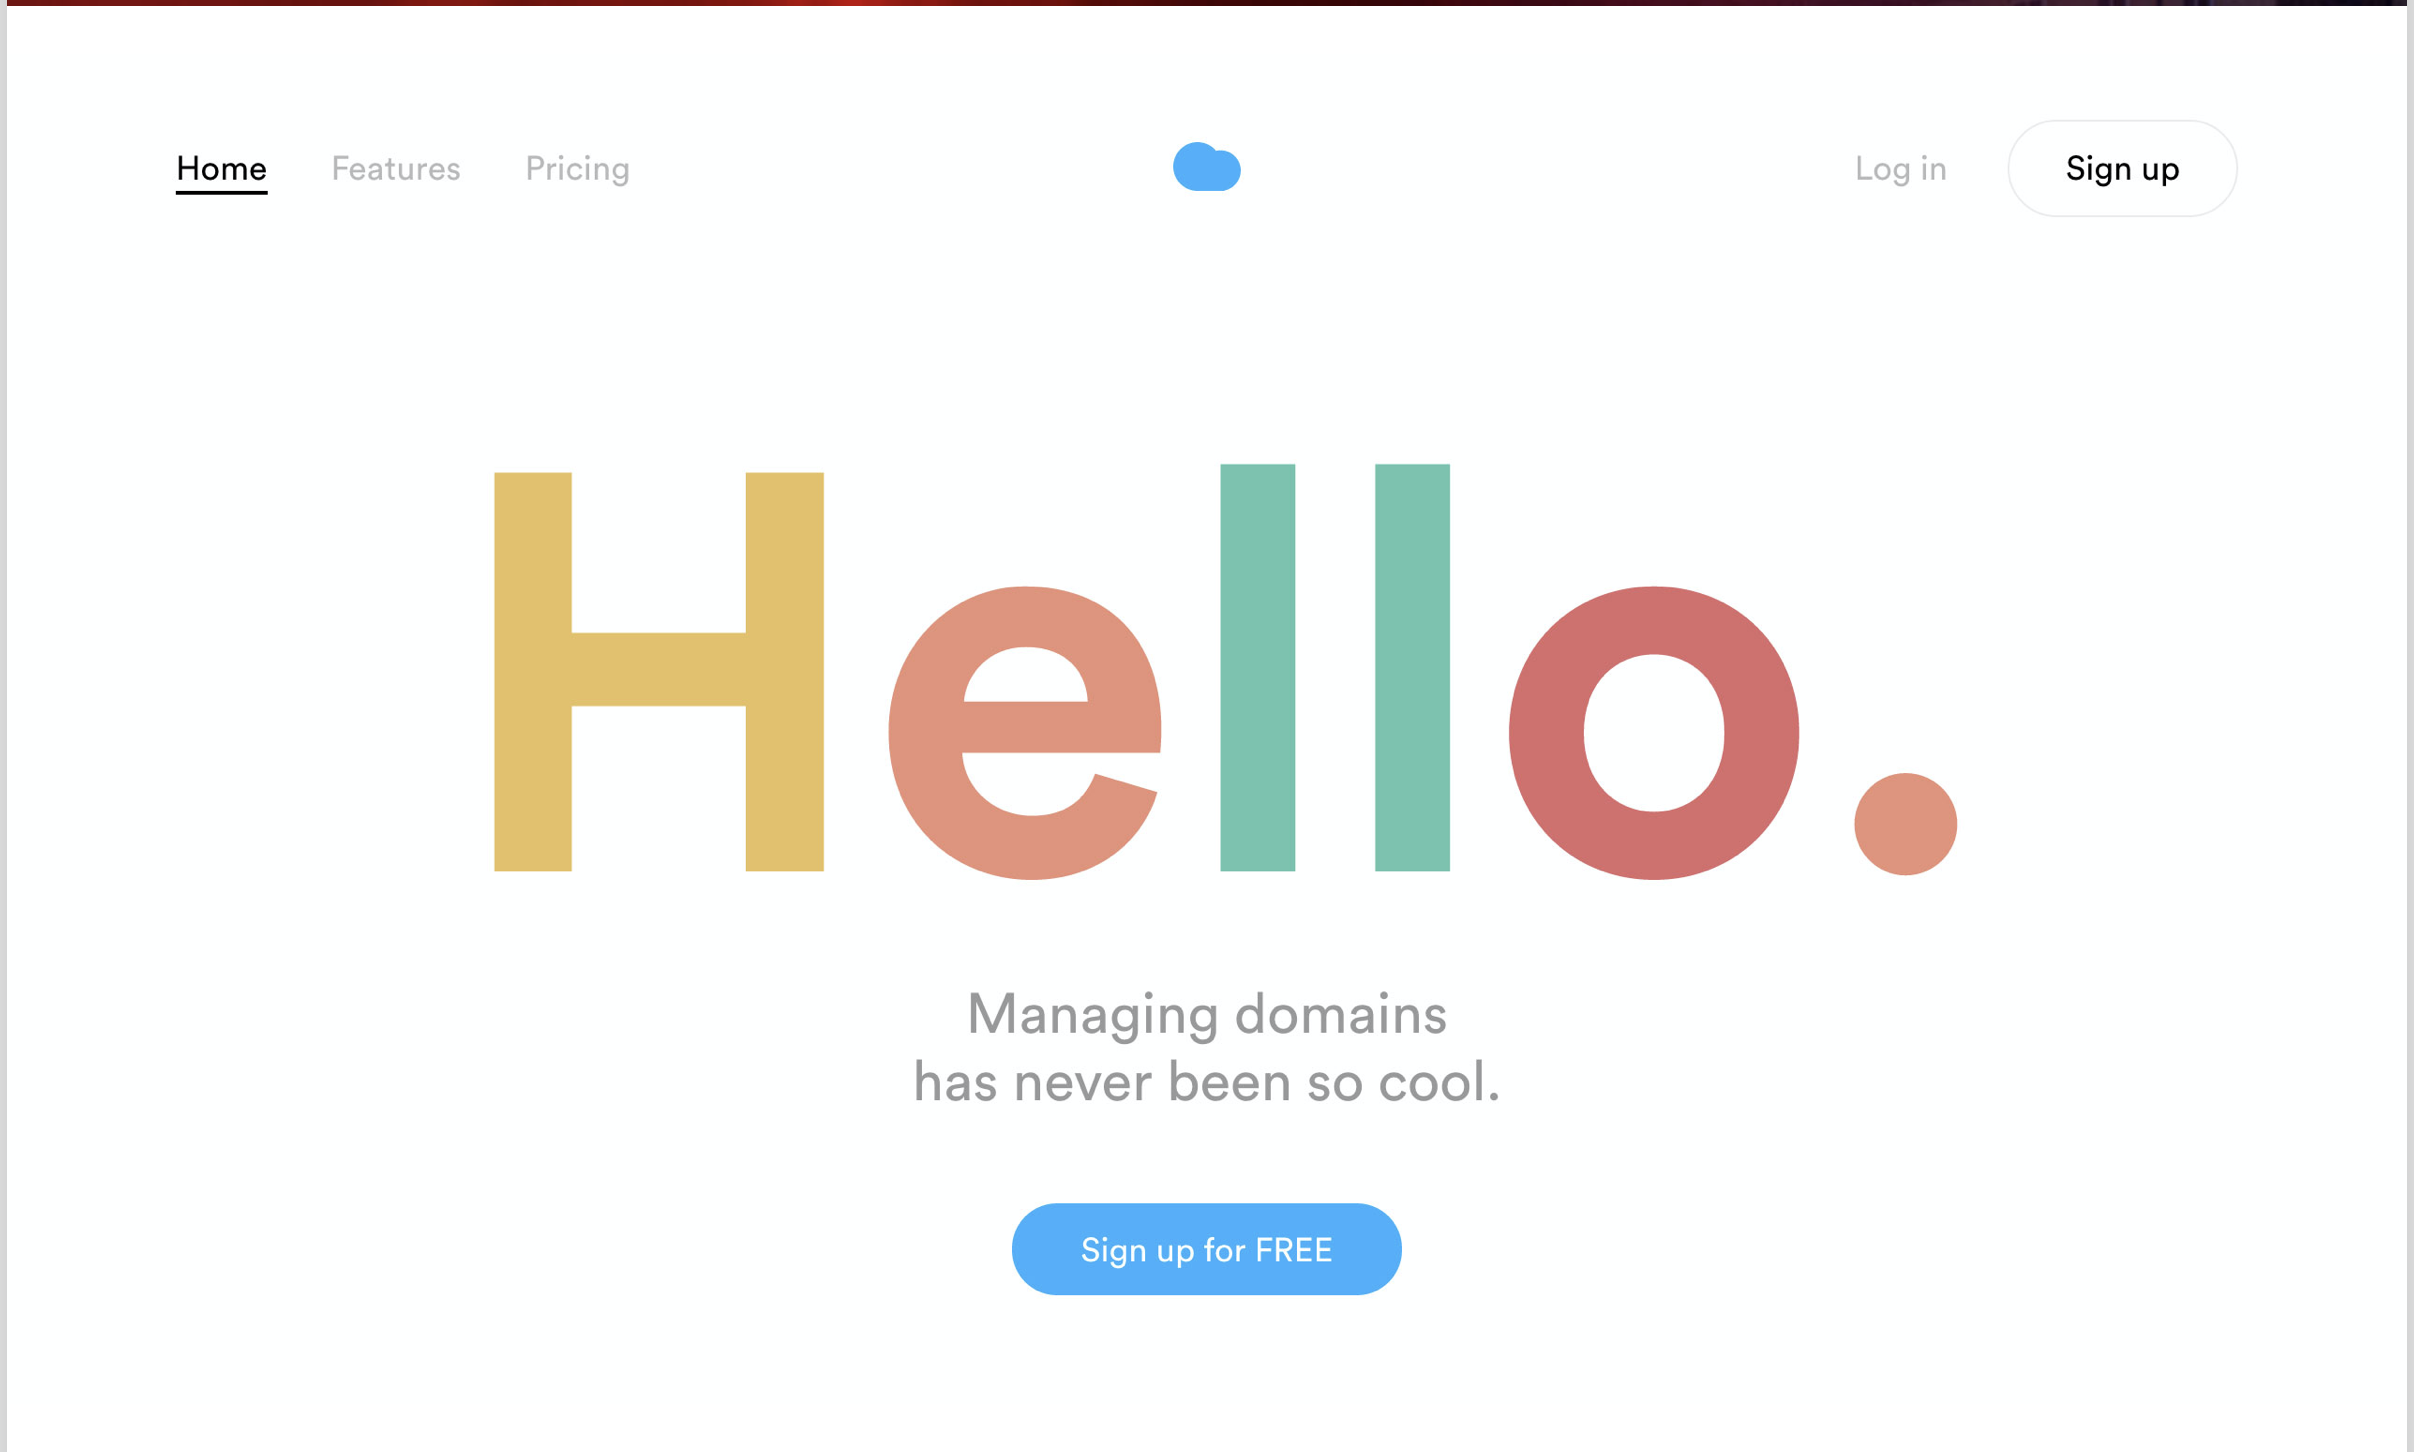 Home Features Pricing Log in Sign up
Hello.
Managing domains
has never been so cool.
Sign up for FREE